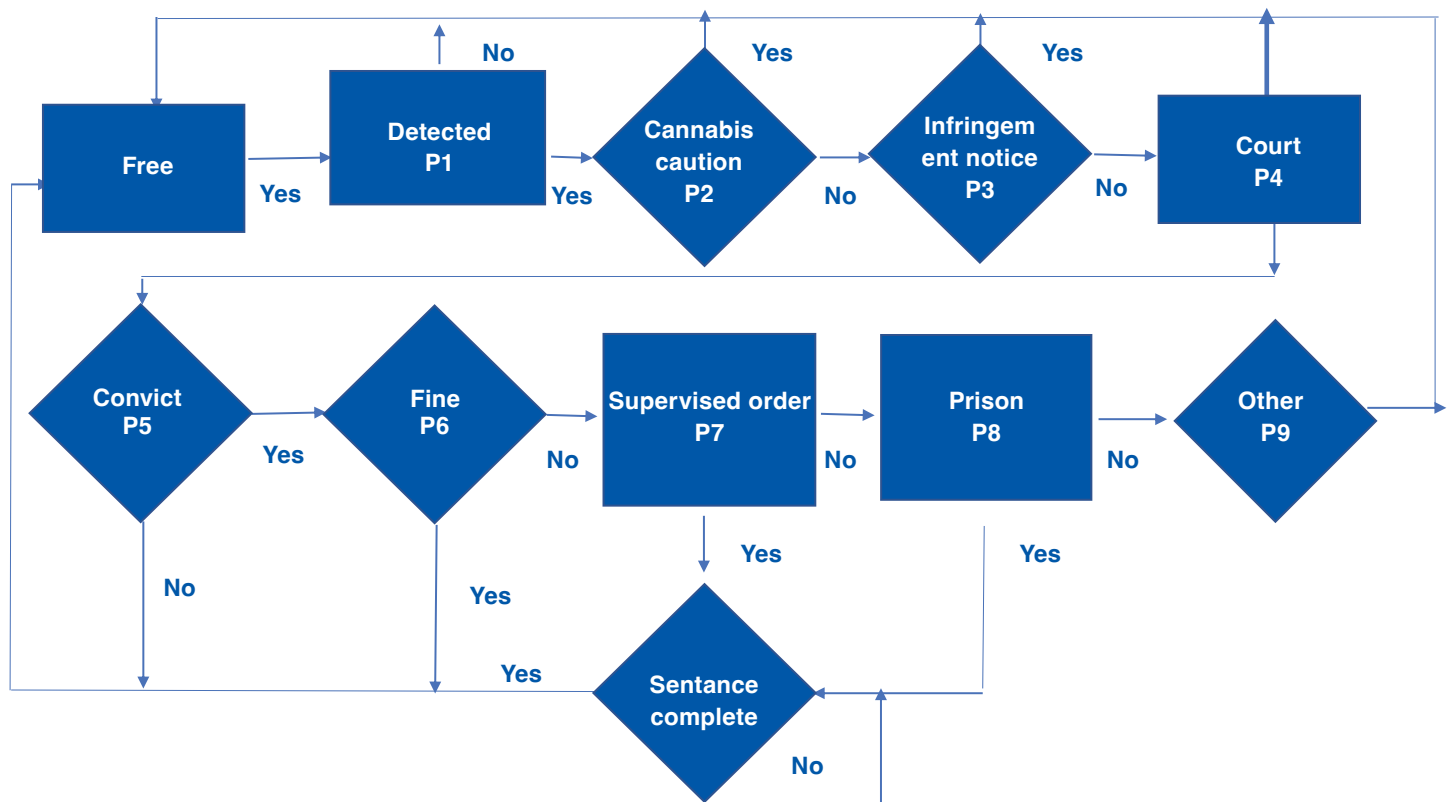 No
Yes
Yes
Free
Yes
Detected
P1
Yes
Cannabis
caution
P2
No
Infringem
ent notice
P3
No
Court
P4
Convict
P5
Yes
Fine
P6
No
Supervised order
P7
No
Prison
P8
No
Other
P9
No
Yes
Yes
Yes
Yes
Sentance
complete
No